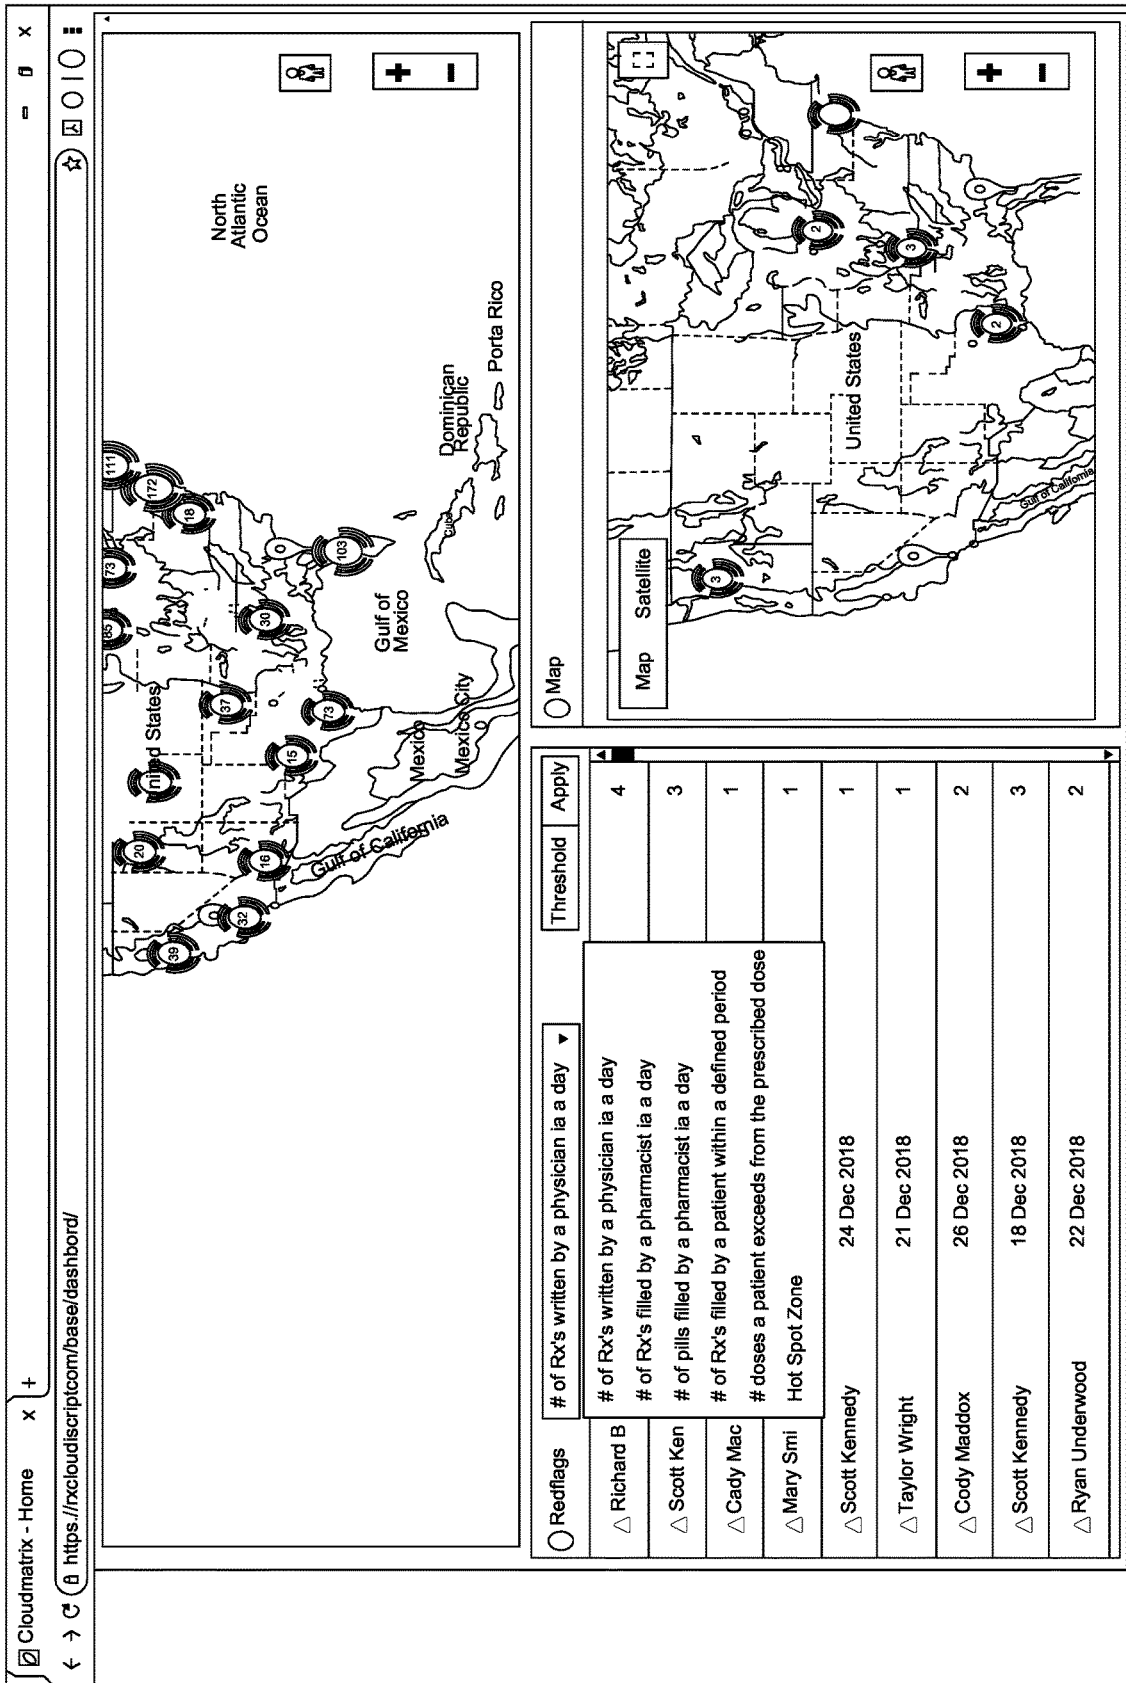 Cloudmatrix - Home x +
https://rxcloudiscriptcom/base/dashbord/
North
Atlantic
Ocean
111
172
18
73
85
103
30
37
United States
20
15
73
16
32
39
Gulf of
Mexico
Cuba
Dominican
Republic
Porta Rico
Mexico
Mexico City
Gulf of California
Redflags
# of Rx's written by a physician ia a day
Threshold
Apply
# of Rx's written by a physician ia a day
# of Rx's filled by a pharmacist ia a day
# of pills filled by a pharmacist ia a day
# of Rx's filled by a patient within a defined period
# doses a patient exceeds from the prescribed dose
Hot Spot Zone
Richard B 4
Scott Ken 3
Cady Mac 1
Mary Smi 1
Scott Kennedy 24 Dec 2018 1
Taylor Wright 21 Dec 2018 1
Cody Maddox 26 Dec 2018 2
Scott Kennedy 18 Dec 2018 3
Ryan Underwood 22 Dec 2018 2
Map
Map Satellite
3
2
3
2
United States
Gulf of California